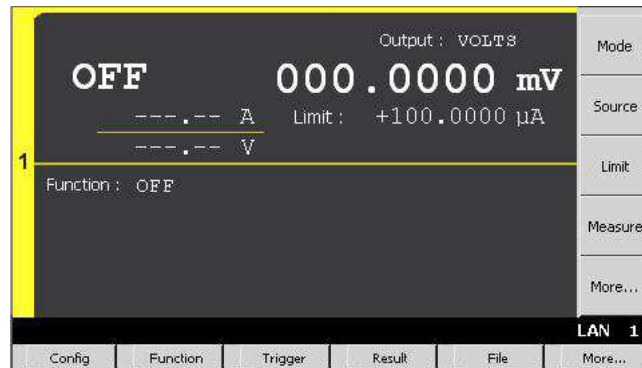 Output : VOLTS
OFF 000.0000 mV
---.-- A Limit : +100.0000 µA
---.-- V
1
Function : OFF
Mode
Source
Limit
Measure
More...
LAN 1
Config Function Trigger Result File More...